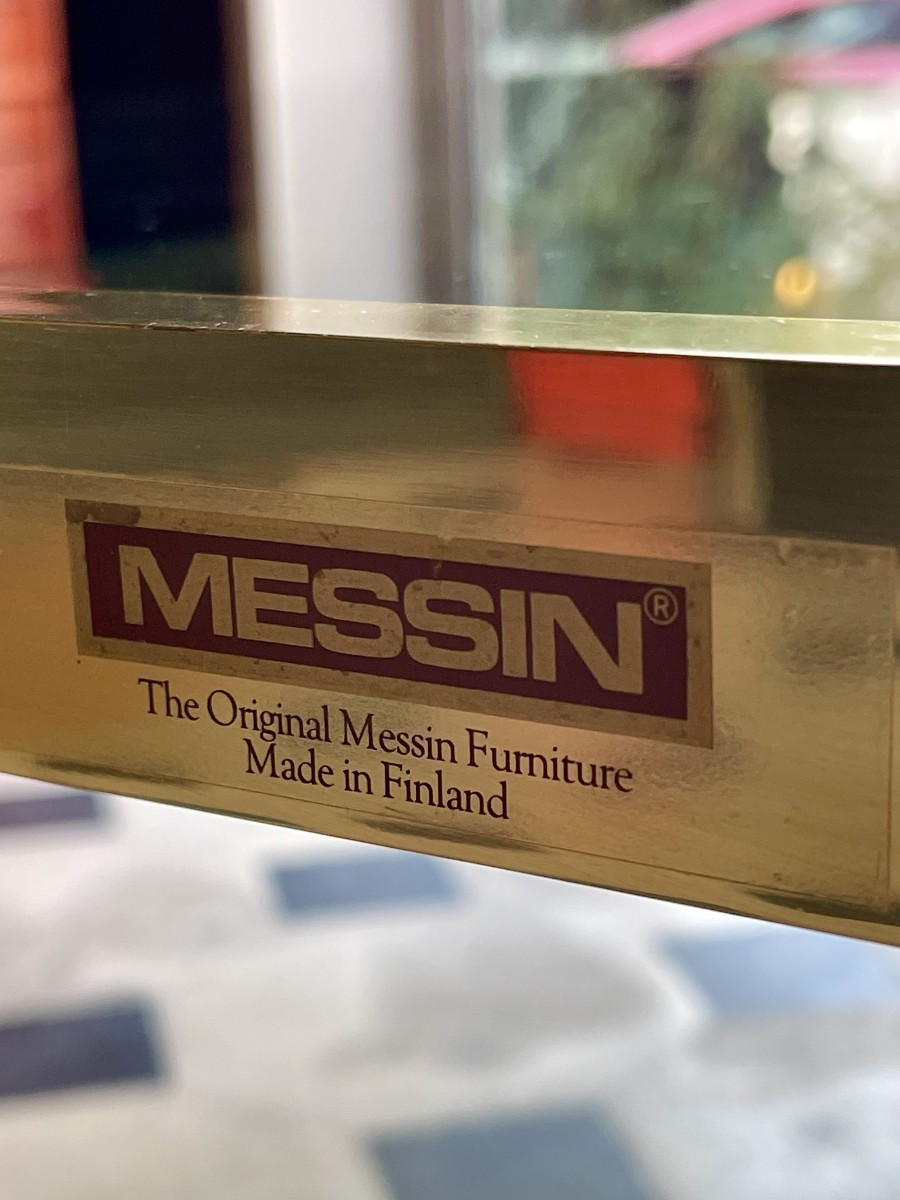 MESSIN®
The Original Messin Furniture
Made in Finland